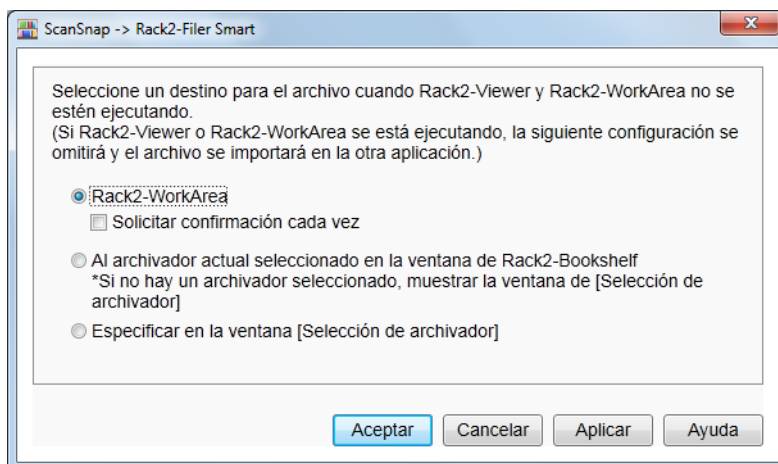 ScanSnap -> Rack2-Filer Smart
Seleccione un destino para el archivo cuando Rack2-Viewer y Rack2-WorkArea no se
estén ejecutando.
(Si Rack2-Viewer o Rack2-WorkArea se está ejecutando, la siguiente configuración se
omitirá y el archivo se importará en la otra aplicación.)
Rack2-WorkArea
Solicitar confirmación cada vez
Al archivador actual seleccionado en la ventana de Rack2-Bookshelf
*Si no hay un archivador seleccionado, muestrar la ventana de [Selección de
archivador]
Especificar en la ventana [Selección de archivador]
Aceptar Cancelar Aplicar Ayuda